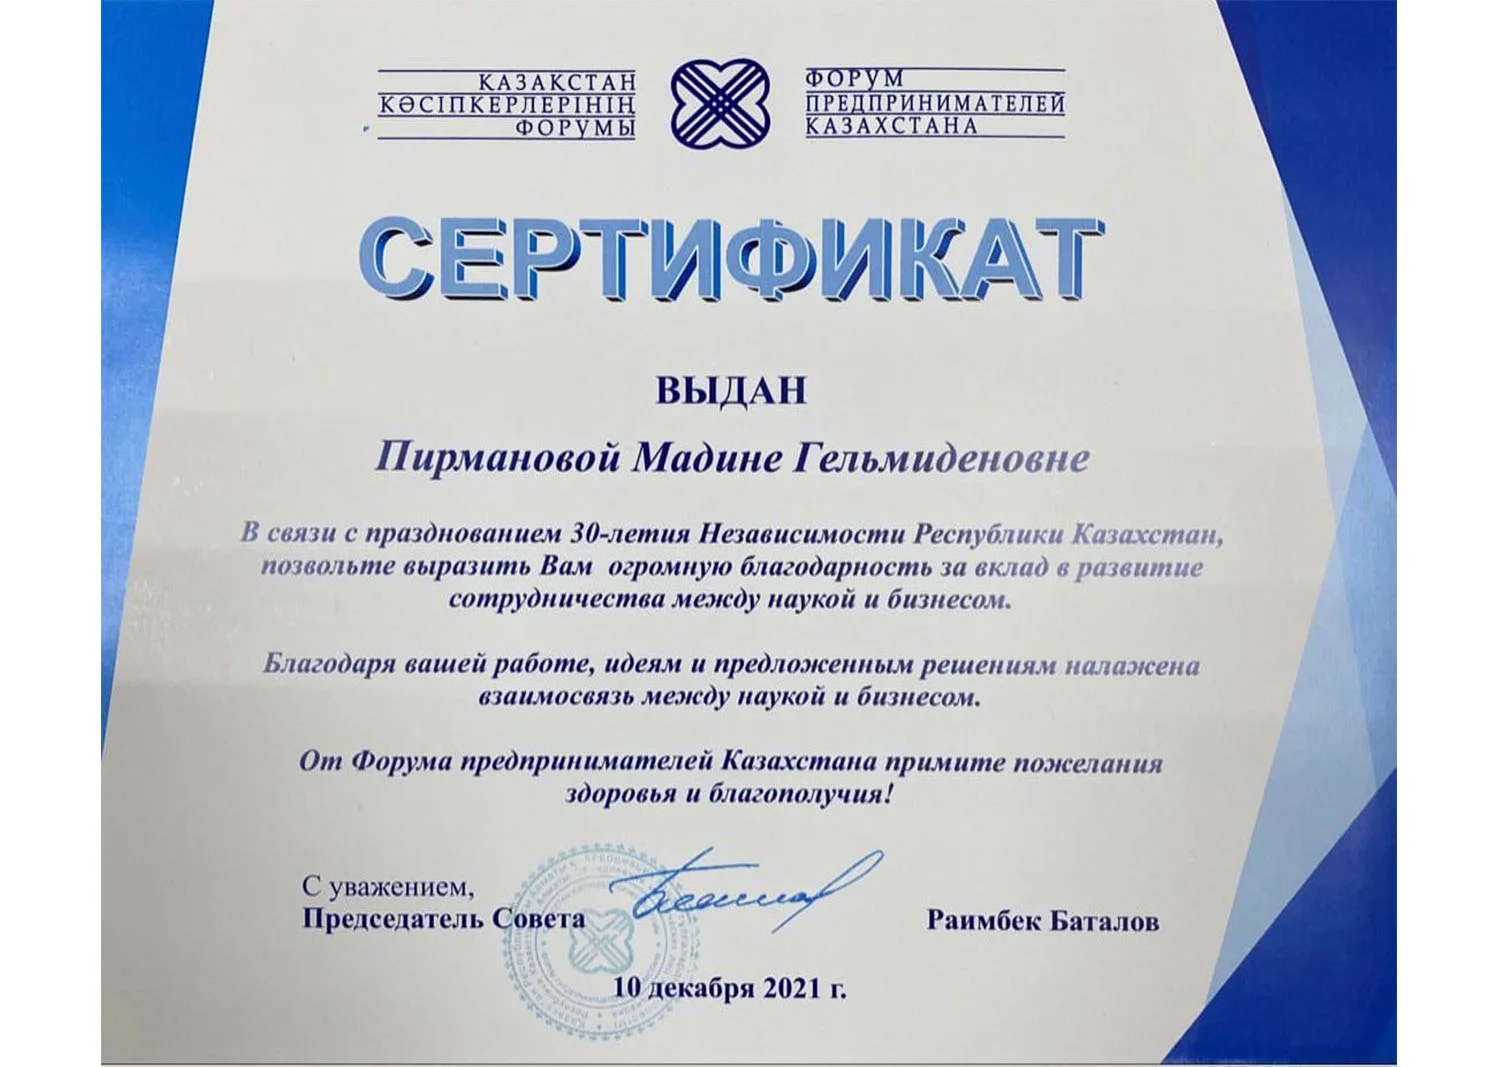 ҚАЗАҚСТАН
КӘСІПКЕРЛЕРІНІҢ
ФОРУМЫ
ФОРУМ
ПРЕДПРИНИМАТЕЛЕЙ
КАЗАХСТАНА
СЕРТИФИКАТ
ВЫДАН
Пирмановой Мадине Гельмиденовне
В связи с празднованием 30-летия Независимости Республики Казахстан,
позвольте выразить Вам огромную благодарность за вклад в развитие
сотрудничества между наукой и бизнесом.
Благодаря вашей работе, идеям и предложенным решениям налажена
взаимосвязь между наукой и бизнесом.
От Форума предпринимателей Казахстана примите пожелания
здоровья и благополучия!
С уважением,
Председатель Совета
Раимбек Баталов
10 декабря 2021 г.